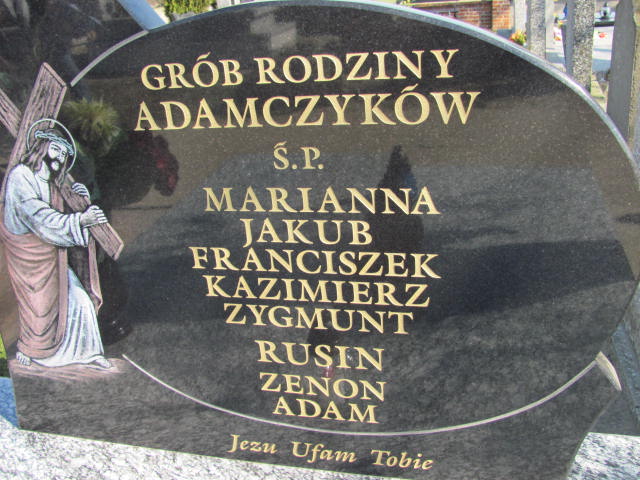 GRÓB RODZINY
ADAMCZYKÓW
Ś.P.
MARIANNA
JAKUB
FRANCISZEK
KAZIMIERZ
ZYGMUNT
RUSIN
ZENON
ADAM
Jezu Ufam Tobie